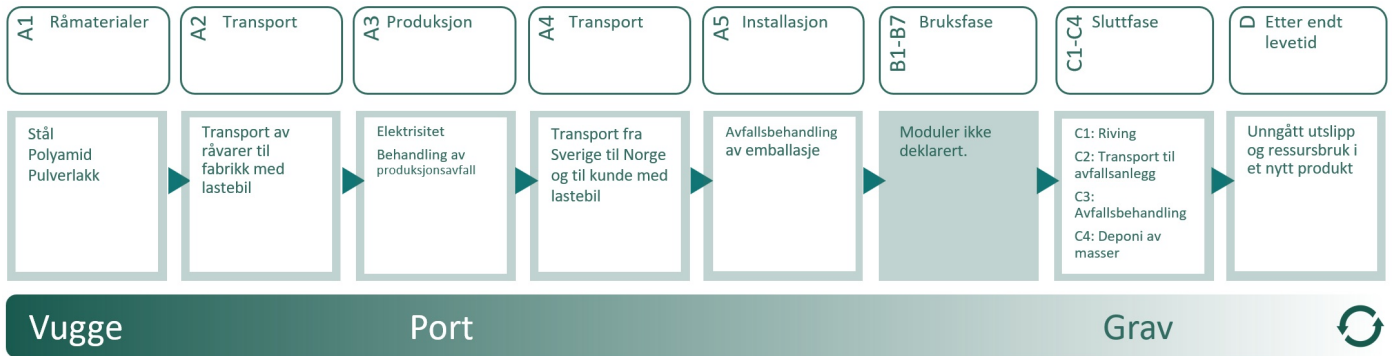 A1 Råmaterialer
A2 Transport
A3 Produksjon
A4 Transport
A5 Installasjon
B1-B7 Bruksfase
C1-C4 Sluttfase
D Etter endt
levetid
Stål
Polyamid
Pulverlakk
Transport av
råvarer til
fabrikk med
lastebil
Elektrisitet
Behandling av
produksjonsavfall
Transport fra
Sverige til Norge
og til kunde med
lastebil
Avfallsbehandling
av emballasje
Moduler ikke
deklarert.
C1: Riving
C2: Transport til
avfallsanlegg
C3:
Avfallsbehandling
C4: Deponi av
masser
Unngått utslipp
og ressursbruk i
et nytt produkt
Vugge
Port
Grav